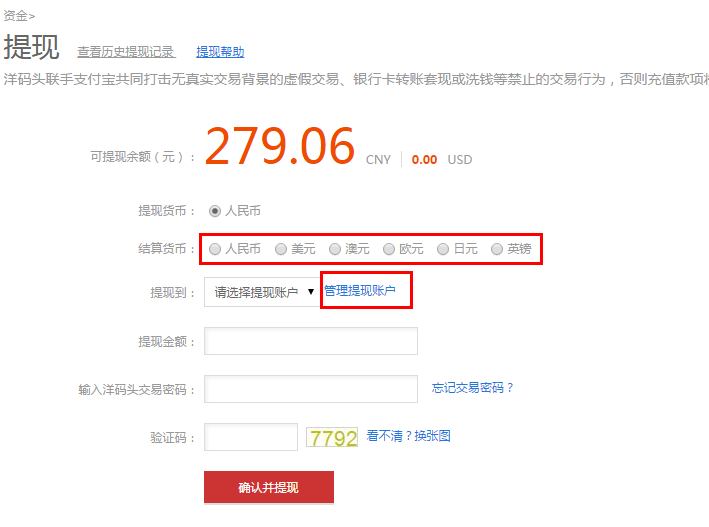 资金>
提现 查看历史提现记录 提现帮助
洋码头联手支付宝共同打击无真实交易背景的虚假交易、银行卡转账套现或洗钱等禁止的交易行为，否则充值款项
可提现余额（元）： 279.06 CNY 0.00 USD
提现货币： 人民币
结算货币： 人民币 美元 澳元 欧元 日元 英镑
提现到： 请选择提现账户 管理提现账户
提现金额：
输入洋码头交易密码： 忘记交易密码？
验证码： 7792 看不清？换张图
确认并提现